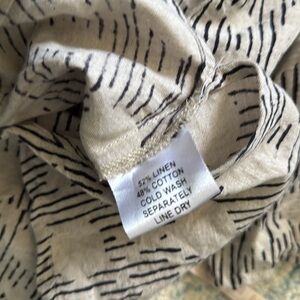 52% LINEN
48% COTTON
COLD WASH
SEPARATELY
LINE DRY